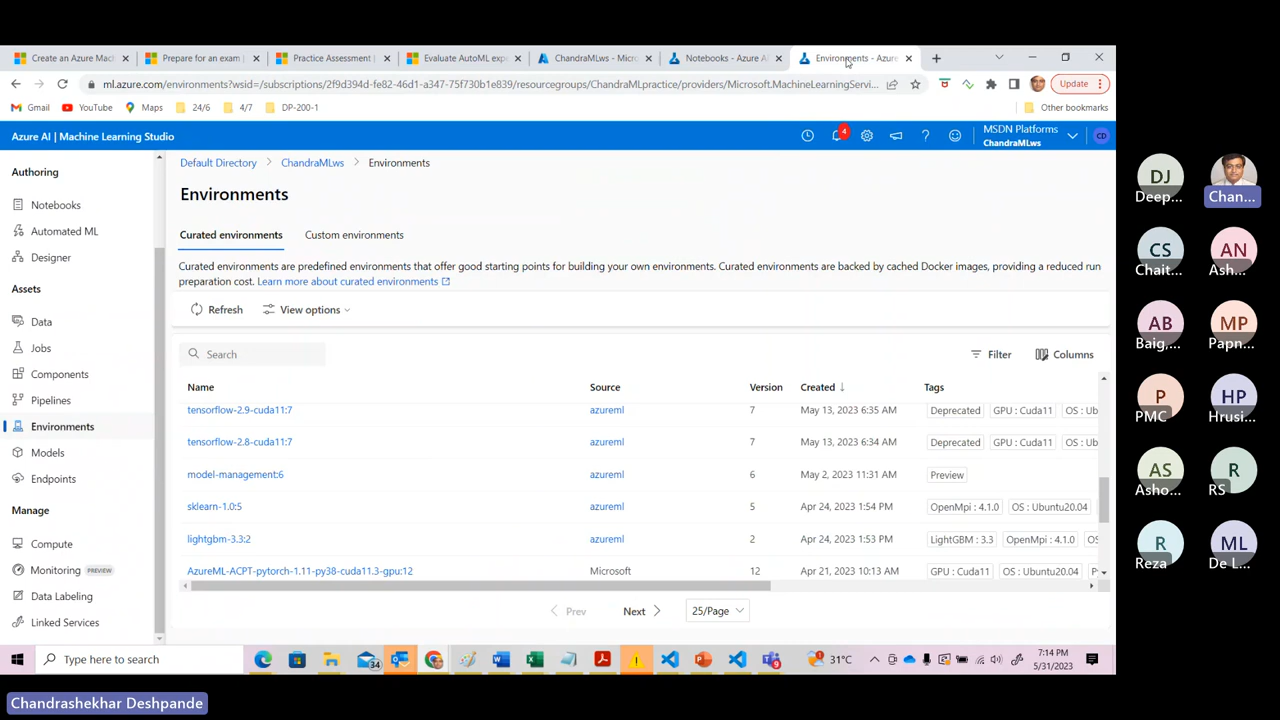 Create an Azure Mac
Prepare for an exam |
Practice Assessment |
Evaluate AutoML exp
ChandraMLws - Micro
Notebooks - Azure AI
Environments - Azure
ml.azure.com/environments?wsid=/subscriptions/2f9d394d-fe82-46d1-a347-75f730b1e839/resourcegroups/ChandraMLpractice/providers/Microsoft.MachineLearningServi...
Update
Gmail
YouTube
Maps
24/6
4/7
DP-200-1
Other bookmarks
Azure AI | Machine Learning Studio
4
MSDN Platforms
ChandraMLws
CD
Authoring
Notebooks
Automated ML
Designer
Assets
Data
Jobs
Components
Pipelines
Environments
Models
Endpoints
Manage
Compute
Monitoring PREVIEW
Data Labeling
Linked Services
Default Directory > ChandraMLws > Environments
Environments
Curated environments Custom environments
Curated environments are predefined environments that offer good starting points for building your own environments. Curated environments are backed by cached Docker images, providing a reduced run
preparation cost. Learn more about curated environments
Refresh View options
Search
Filter Columns
Name Source Version Created ↓ Tags
tensorflow-2.9-cuda11:7 azureml 7 May 13, 2023 6:35 AM Deprecated GPU : Cuda11 OS : Ub
tensorflow-2.8-cuda11:7 azureml 7 May 13, 2023 6:34 AM Deprecated GPU : Cuda11 OS : Ub
model-management:6 azureml 6 May 2, 2023 11:31 AM Preview
sklearn-1.0:5 azureml 5 Apr 24, 2023 1:54 PM OpenMpi : 4.1.0 OS : Ubuntu20.04
lightgbm-3.3:2 azureml 2 Apr 24, 2023 1:53 PM LightGBM : 3.3 OpenMpi : 4.1.0 OS
AzureML-ACPT-pytorch-1.11-py38-cuda11.3-gpu:12 Microsoft 12 Apr 21, 2023 10:13 AM GPU : Cuda11 OS : Ubuntu20.04 P
Prev Next 25/Page
Type here to search
34
9
31°C
7:14 PM
5/31/2023
DJ
Deep...
Chan...
CS
Chait...
AN
Ash...
AB
Baig,...
MP
Papn...
P
PMC
HP
Hrusi...
AS
Asho...
R
RS
R
Reza
ML
De L...
Chandrashekhar Deshpande